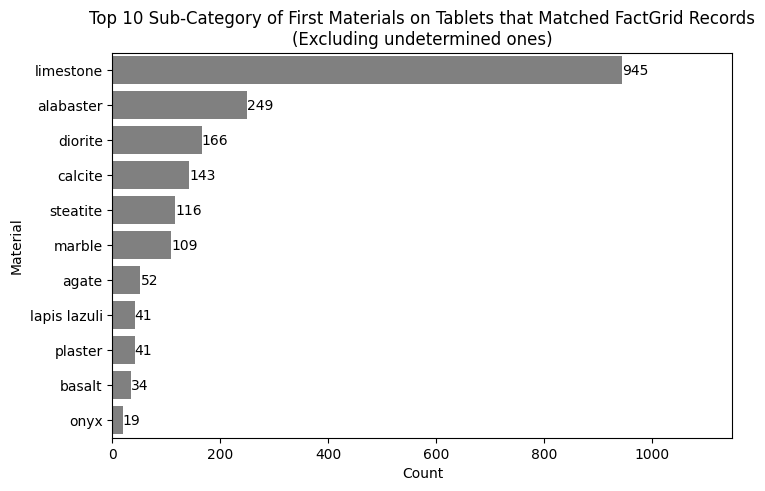 Top 10 Sub-Category of First Materials on Tablets that Matched FactGrid Records
(Excluding undetermined ones)
limestone 945
alabaster 249
diorite 166
calcite 143
steatite 116
marble 109
agate 52
lapis lazuli 41
plaster 41
basalt 34
onyx 19
Material
0 200 400 600 800 1000
Count